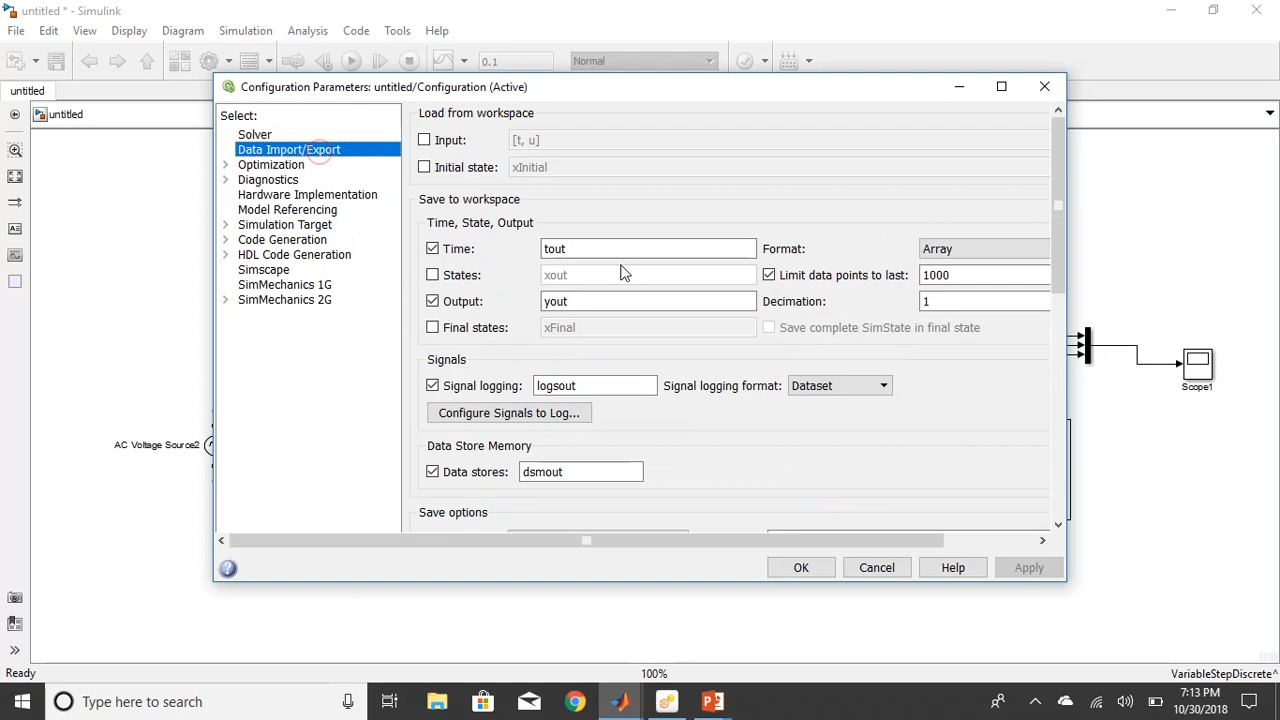 untitled * - Simulink
File Edit View Display Diagram Simulation Analysis Code Tools Help
0.1 Normal
untitled
untitled
Configuration Parameters: untitled/Configuration (Active)
Select:
Solver
Data Import/Export
Optimization
Diagnostics
Hardware Implementation
Model Referencing
Simulation Target
Code Generation
HDL Code Generation
Simscape
SimMechanics 1G
SimMechanics 2G
Load from workspace
Input: [t, u]
Initial state: xInitial
Save to workspace
Time, State, Output
Time: tout Format: Array
States: xout Limit data points to last: 1000
Output: yout Decimation: 1
Final states: xFinal Save complete SimState in final state
Signals
Signal logging: logsout Signal logging format: Dataset
Configure Signals to Log...
Data Store Memory
Data stores: dsmout
Save options
OK Cancel Help Apply
AC Voltage Source2
Scope1
Ready 100% VariableStepDiscrete
Type here to search
7:13 PM
10/30/2018